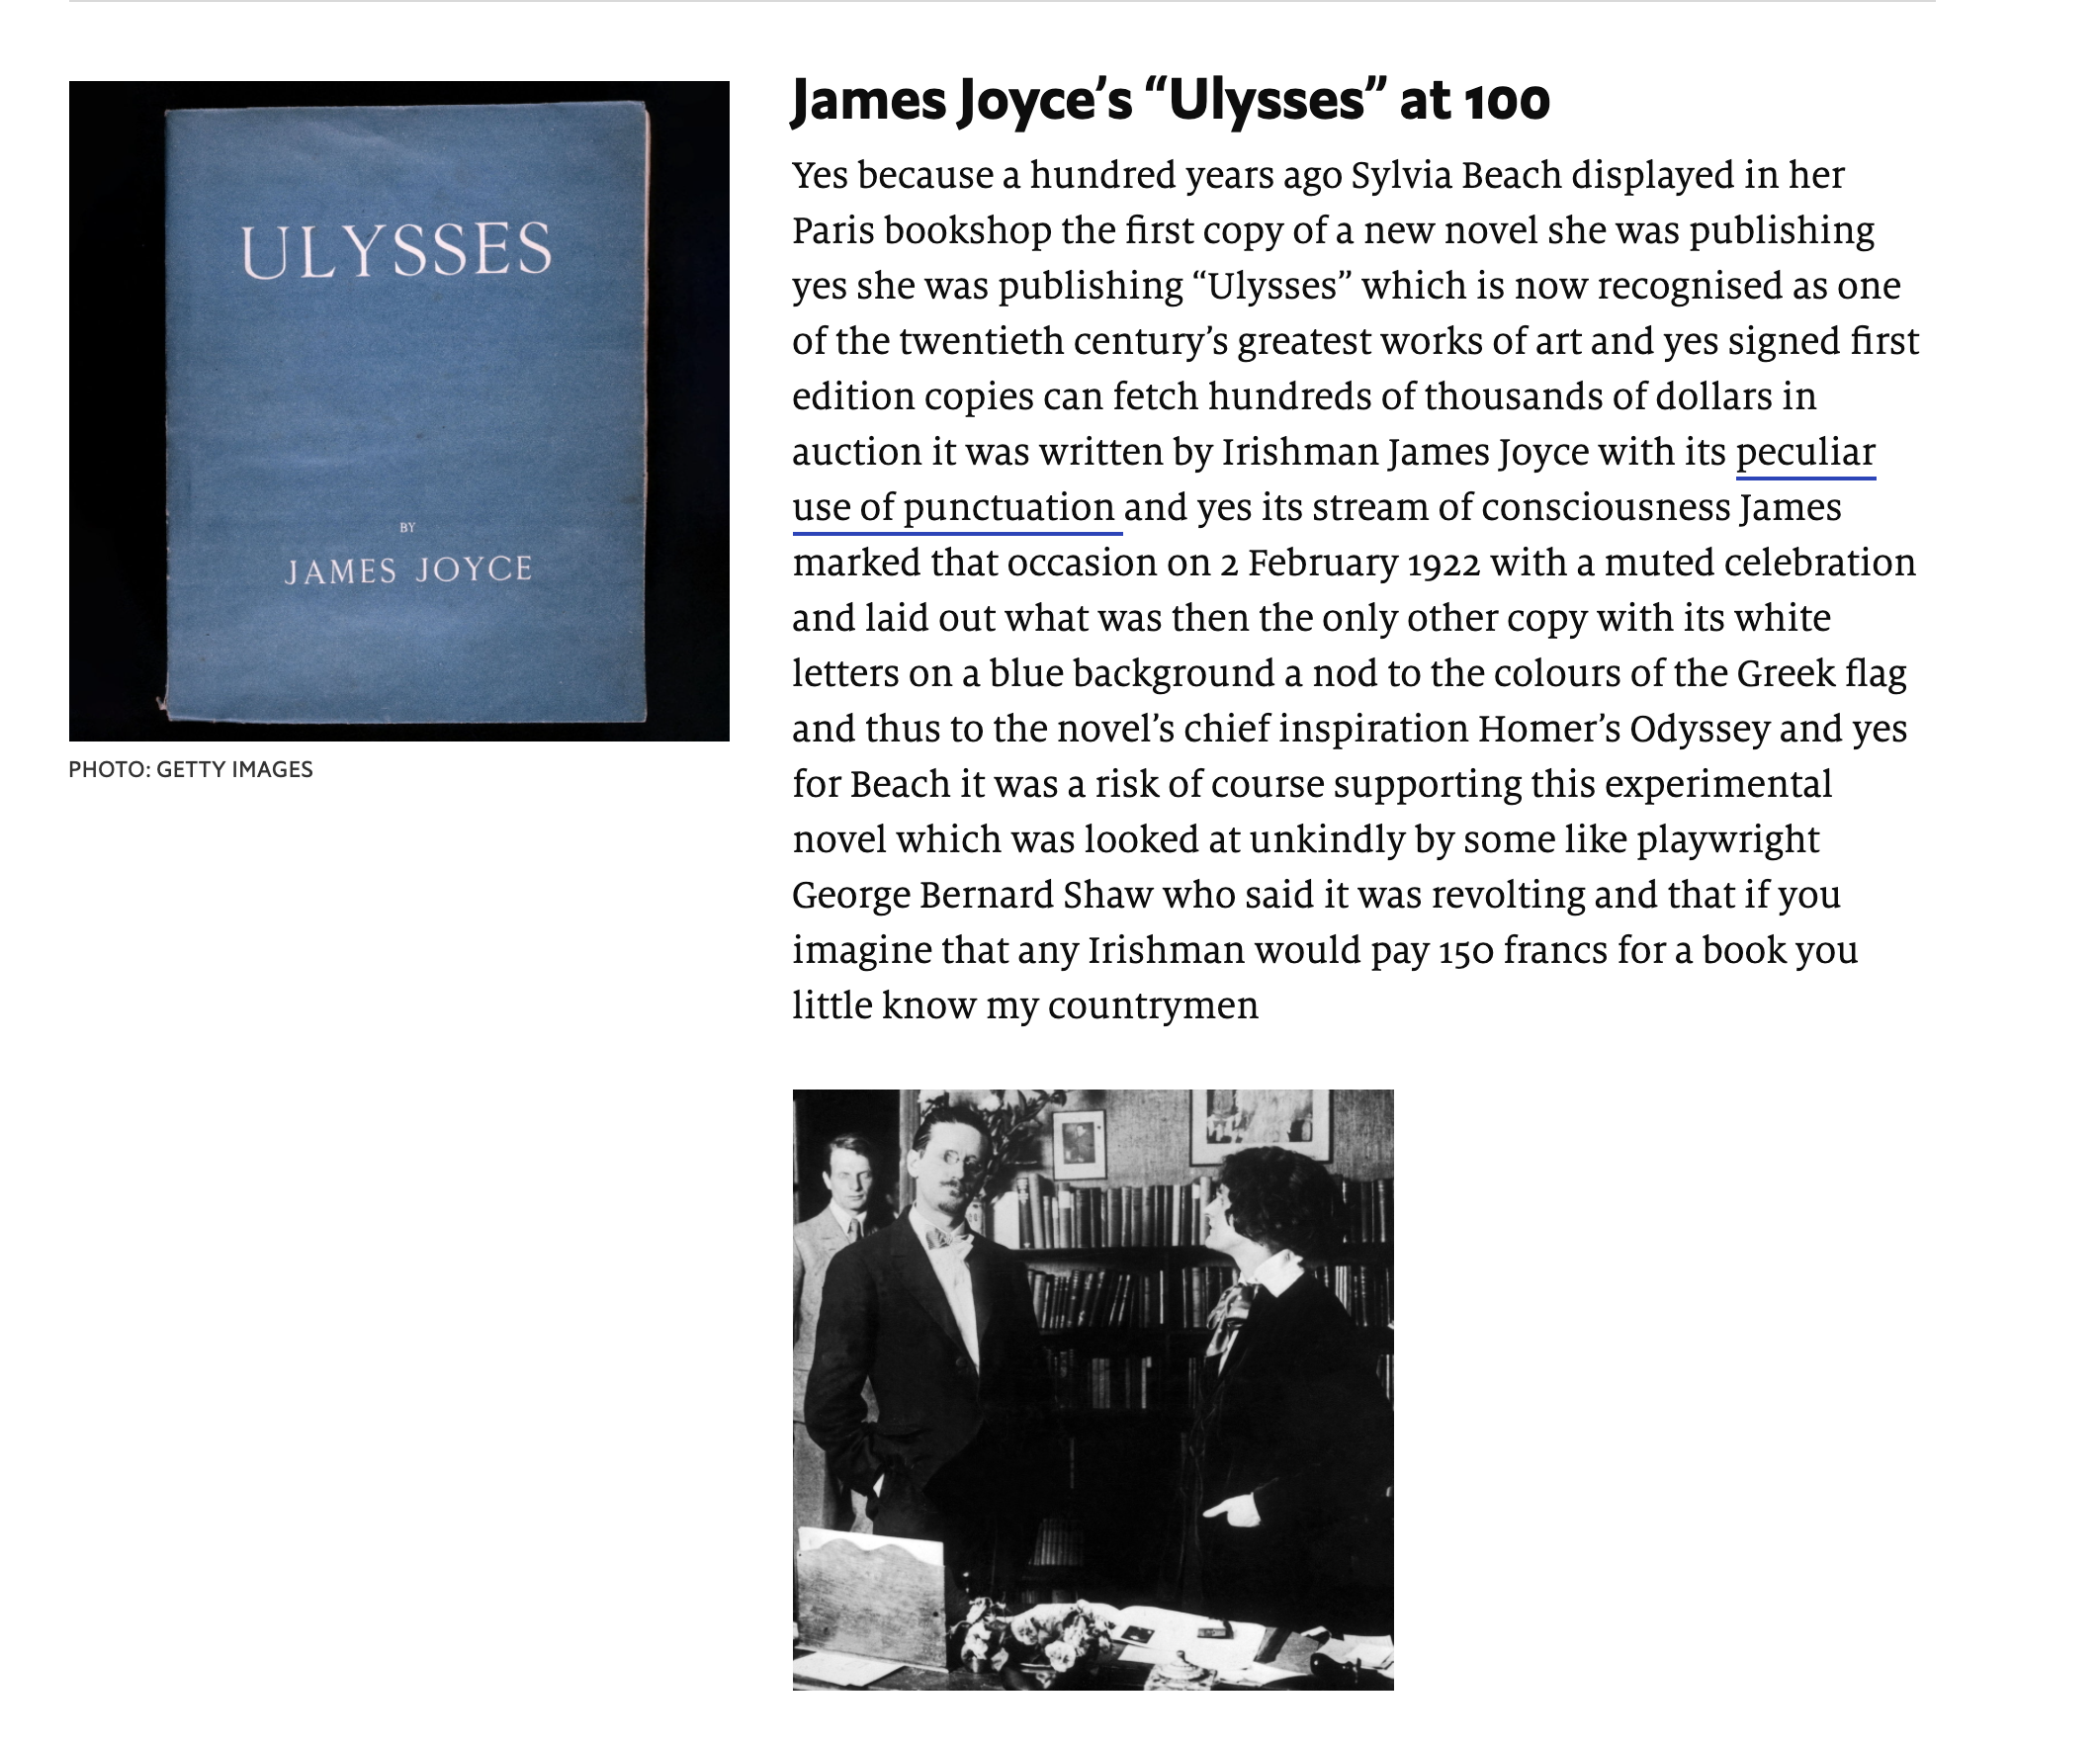 ULYSSES
BY
JAMES JOYCE
PHOTO: GETTY IMAGES
James Joyce’s “Ulysses” at 100
Yes because a hundred years ago Sylvia Beach displayed in her
Paris bookshop the first copy of a new novel she was publishing
yes she was publishing “Ulysses” which is now recognised as one
of the twentieth century’s greatest works of art and yes signed first
edition copies can fetch hundreds of thousands of dollars in
auction it was written by Irishman James Joyce with its peculiar
use of punctuation and yes its stream of consciousness James
marked that occasion on 2 February 1922 with a muted celebration
and laid out what was then the only other copy with its white
letters on a blue background a nod to the colours of the Greek flag
and thus to the novel’s chief inspiration Homer’s Odyssey and yes
for Beach it was a risk of course supporting this experimental
novel which was looked at unkindly by some like playwright
George Bernard Shaw who said it was revolting and that if you
imagine that any Irishman would pay 150 francs for a book you
little know my countrymen